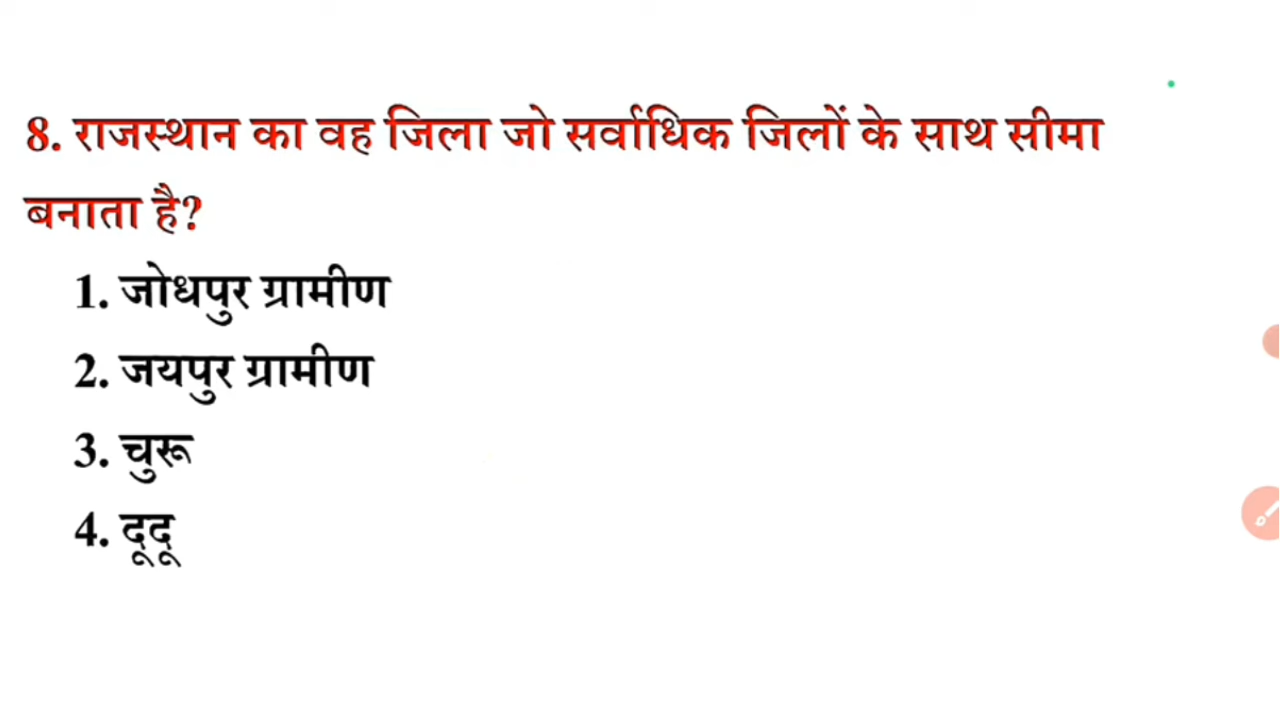 8. राजस्थान का वह जिला जो सर्वाधिक जिलों के साथ सीमा
बनाता है?
1. जोधपुर ग्रामीण
2. जयपुर ग्रामीण
3. चुरू
4. दूदू